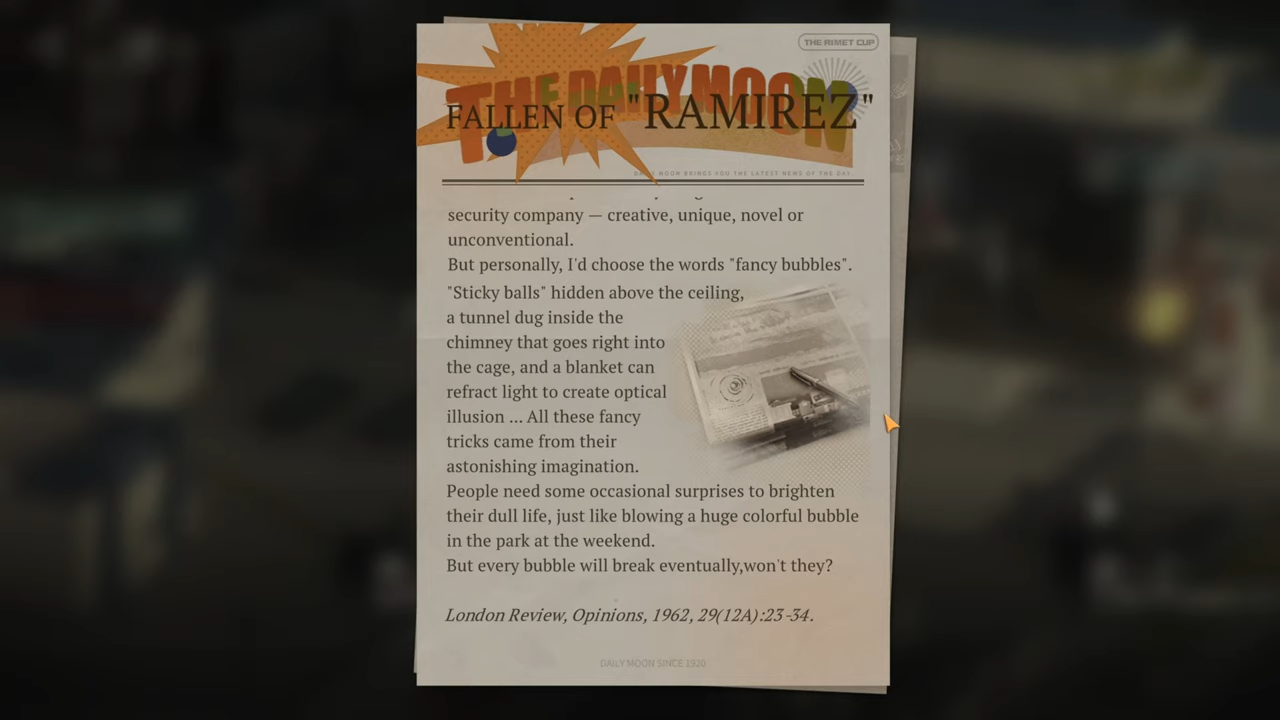 THE RIMET CUP
THE DAILY MOON
FALLEN OF "RAMIREZ"
DAILY MOON BRINGS YOU THE LATEST NEWS OF THE DAY
security company — creative, unique, novel or
unconventional.
But personally, I'd choose the words "fancy bubbles".
"Sticky balls" hidden above the ceiling,
a tunnel dug inside the
chimney that goes right into
the cage, and a blanket can
refract light to create optical
illusion ... All these fancy
tricks came from their
astonishing imagination.
People need some occasional surprises to brighten
their dull life, just like blowing a huge colorful bubble
in the park at the weekend.
But every bubble will break eventually,won't they?
London Review, Opinions, 1962, 29(12A):23-34.
DAILY MOON SINCE 1920